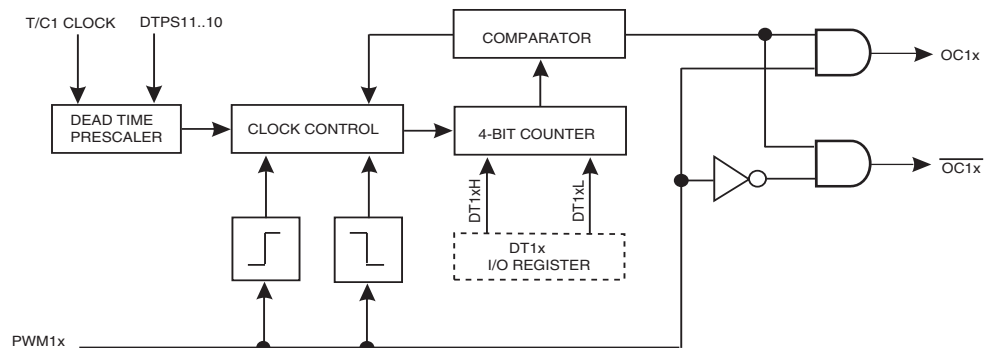 T/C1 CLOCK
DTPS11..10
COMPARATOR
OC1x
DEAD TIME
PRESCALER
CLOCK CONTROL
4-BIT COUNTER
OC1x
DT1xH
DT1xL
DT1x
I/O REGISTER
PWM1x